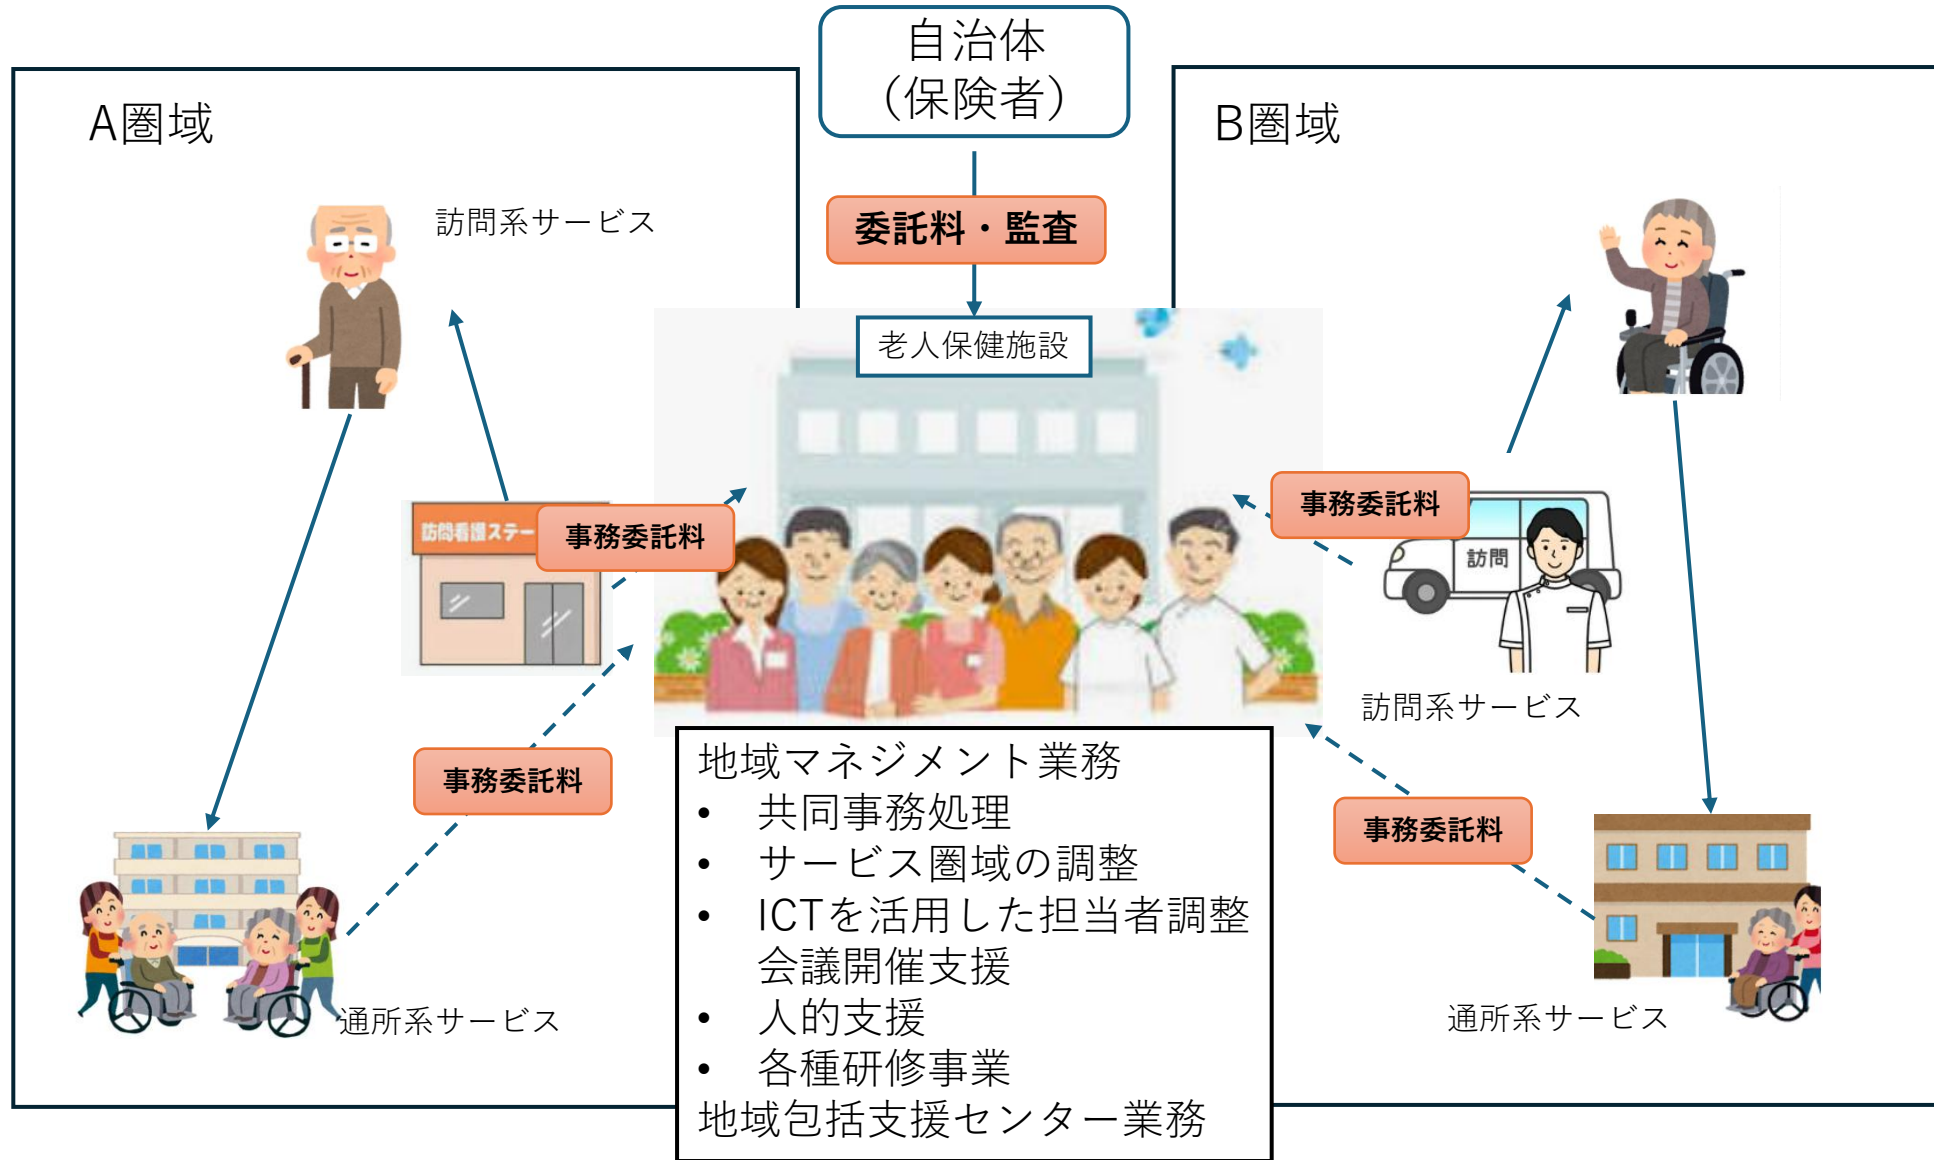 自治体
（保険者）
A圏域
B圏域
訪問系サービス
委託料・監査
老人保健施設
訪問看護ステー
事務委託料
事務委託料
訪問
訪問系サービス
事務委託料
事務委託料
通所系サービス
通所系サービス
地域マネジメント業務
• 共同事務処理
• サービス圏域の調整
• ICTを活用した担当者調整
会議開催支援
• 人的支援
• 各種研修事業
地域包括支援センター業務